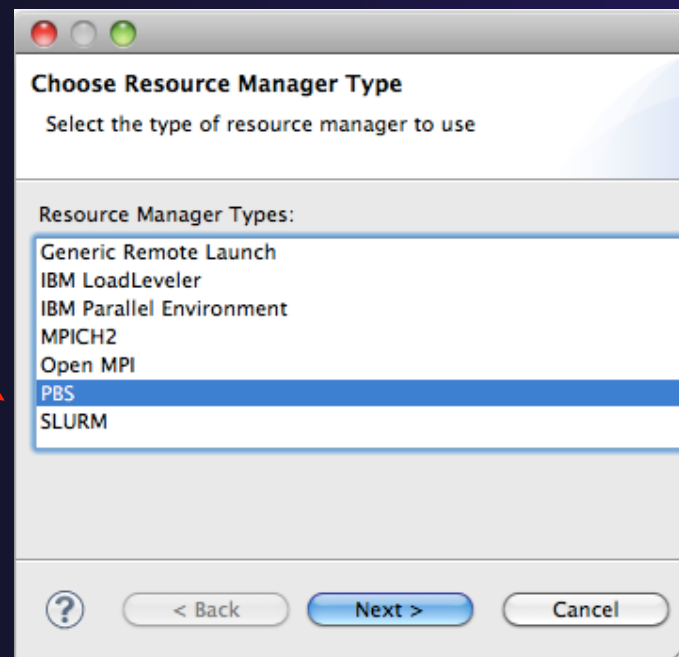 Choose Resource Manager Type
Select the type of resource manager to use
Resource Manager Types:
Generic Remote Launch
IBM LoadLeveler
IBM Parallel Environment
MPICH2
Open MPI
PBS
SLURM
? < Back Next > Cancel